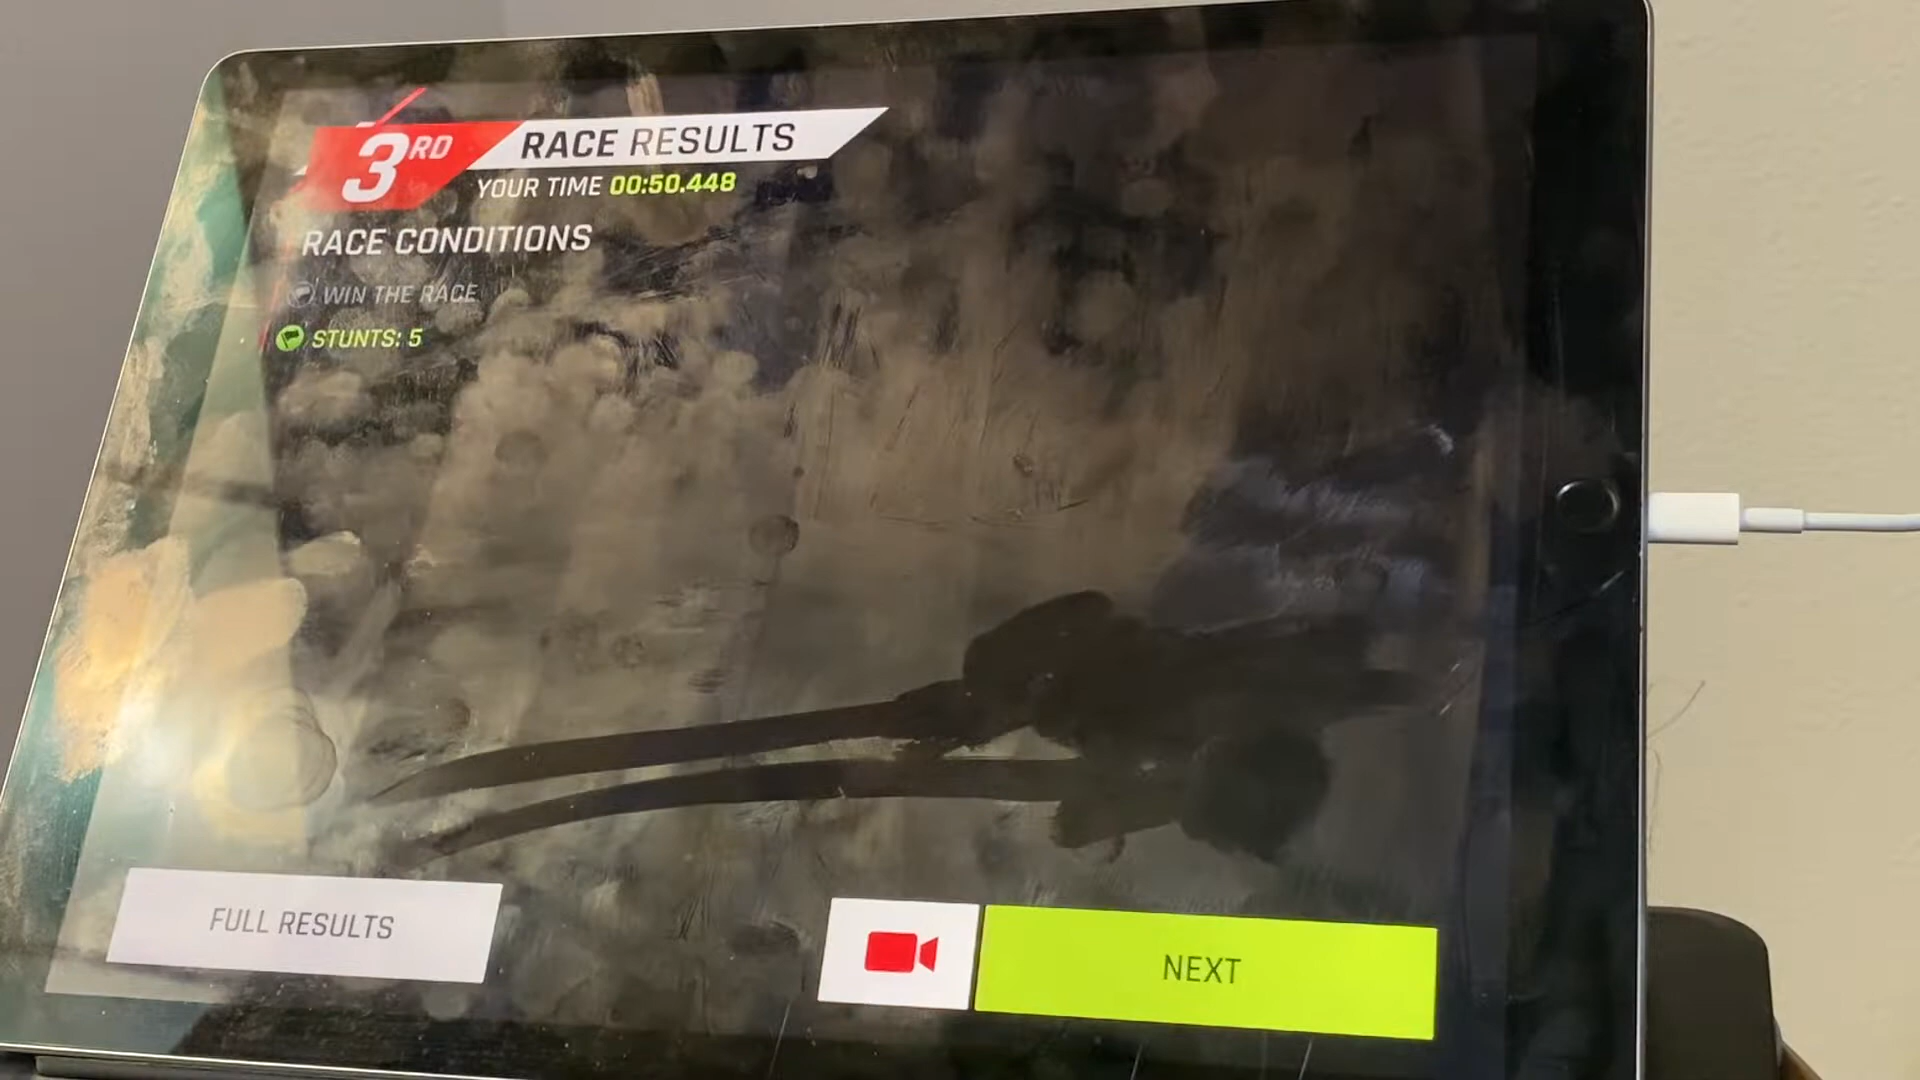 3RD RACE RESULTS
YOUR TIME 00:50.448
RACE CONDITIONS
WIN THE RACE
STUNTS: 5
FULL RESULTS
NEXT